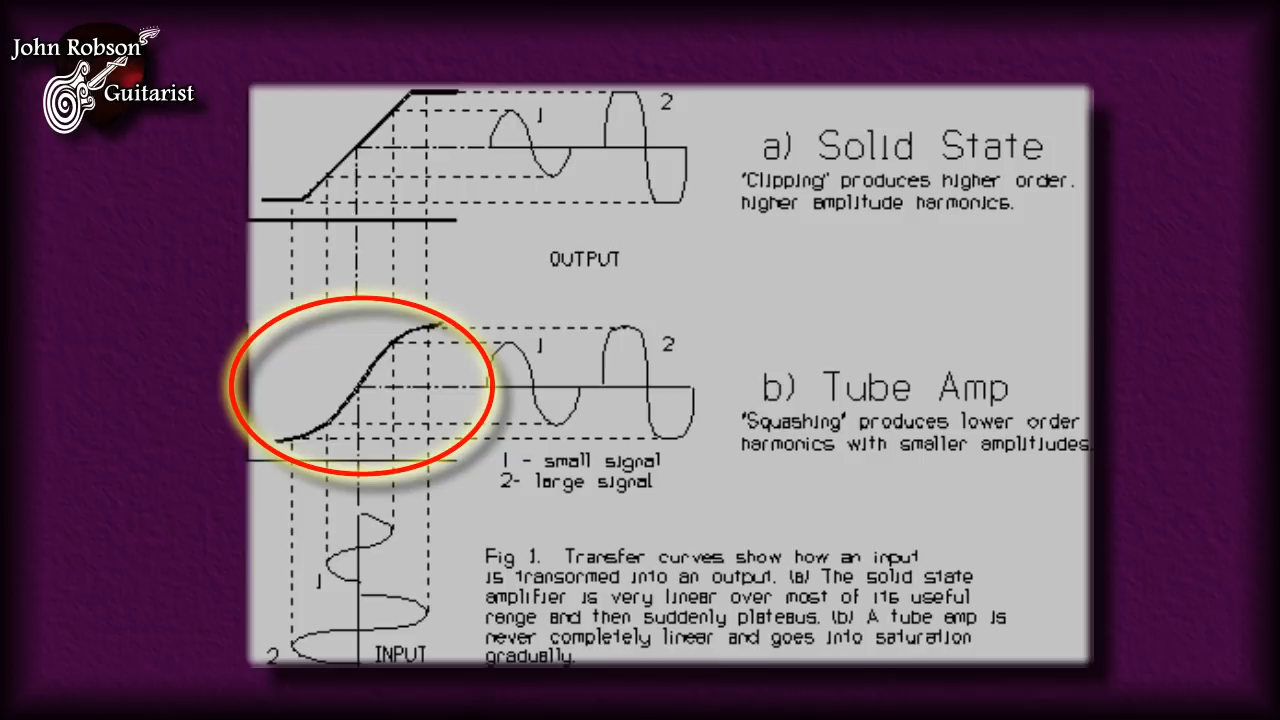 John Robson
Guitarist
1
2
a) Solid State
"Clipping" produces higher order.
higher amplitude harmonics.
OUTPUT
1
2
b) Tube Amp
"Squashing" produces lower order
harmonics with smaller amplitudes.
1 - small signal
2- large signal
1
2
INPUT
Fig 1. Transfer curves show how an input
is transormed into an output. (a) The solid state
amplifier is very linear over most of its useful
range and then suddenly plateaus. (b) A tube amp is
never completely linear and goes into saturation
gradually.